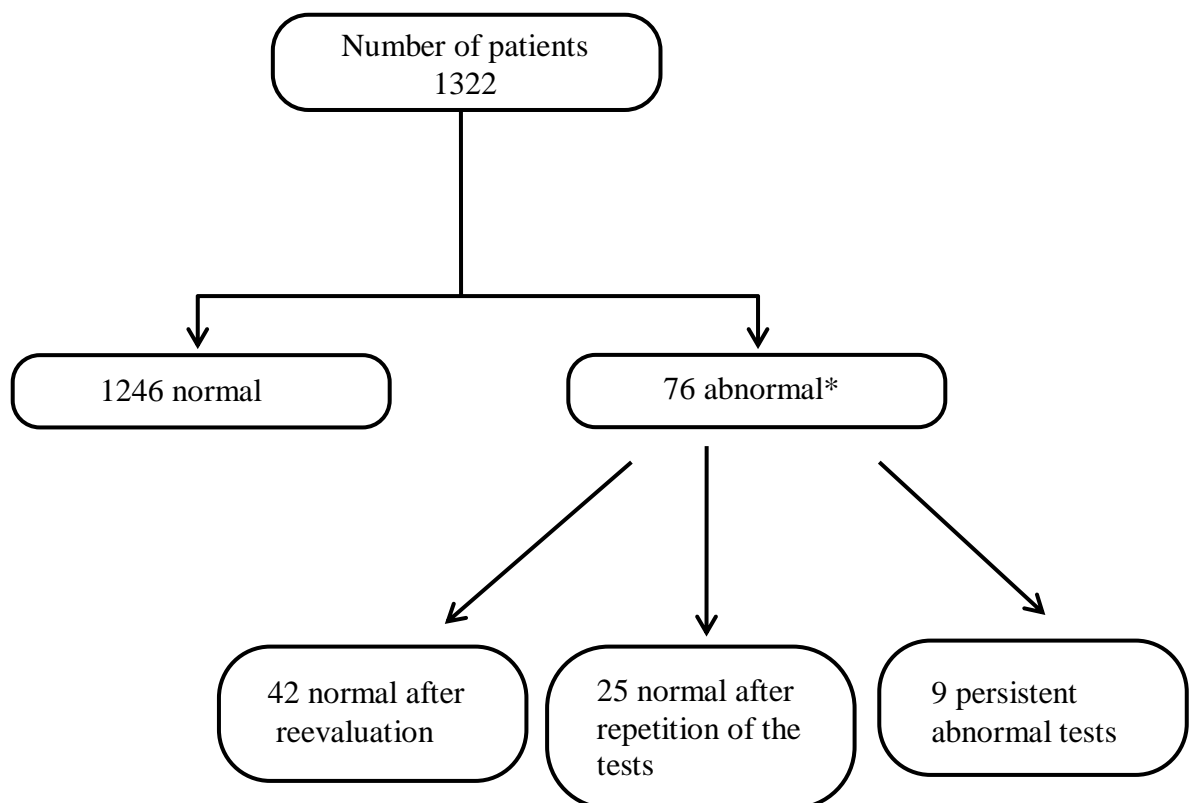 Number of patients
1322
1246 normal
76 abnormal*
42 normal after
reevaluation
25 normal after
repetition of the
tests
9 persistent
abnormal tests